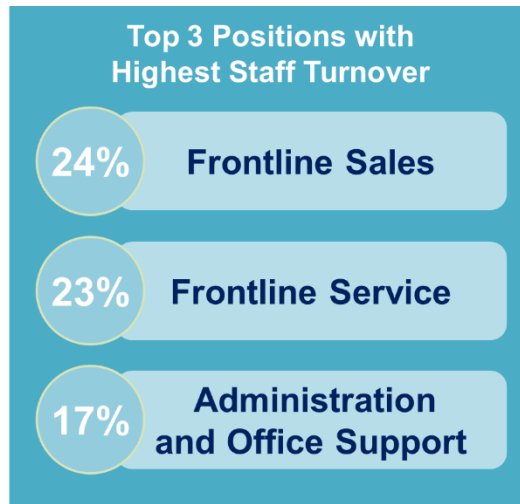 Top 3 Positions with
Highest Staff Turnover
24%
Frontline Sales
23%
Frontline Service
17%
Administration
and Office Support